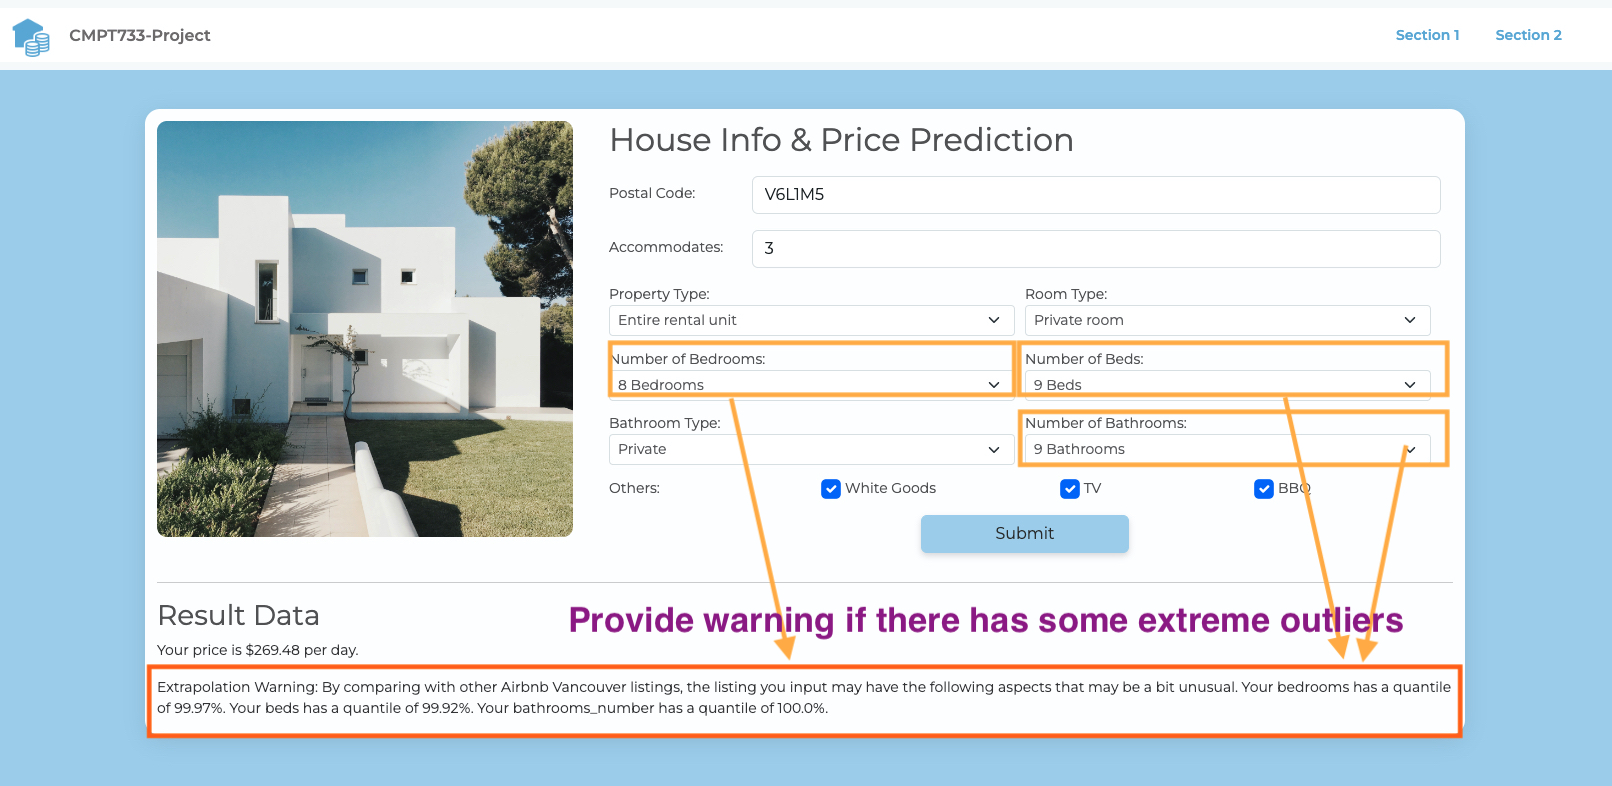 CMPT733-Project
Section 1
Section 2
House Info & Price Prediction
Postal Code:
V6L1M5
Accommodates:
3
Property Type:
Room Type:
Entire rental unit
Private room
Number of Bedrooms:
Number of Beds:
8 Bedrooms
9 Beds
Bathroom Type:
Number of Bathrooms:
Private
9 Bathrooms
Others:
White Goods
TV
BBQ
Submit
Result Data
Provide warning if there has some extreme outliers
Your price is $269.48 per day.
Extrapolation Warning: By comparing with other Airbnb Vancouver listings, the listing you input may have the following aspects that may be a bit unusual. Your bedrooms has a quantile
of 99.97%. Your beds has a quantile of 99.92%. Your bathrooms_number has a quantile of 100.0%.